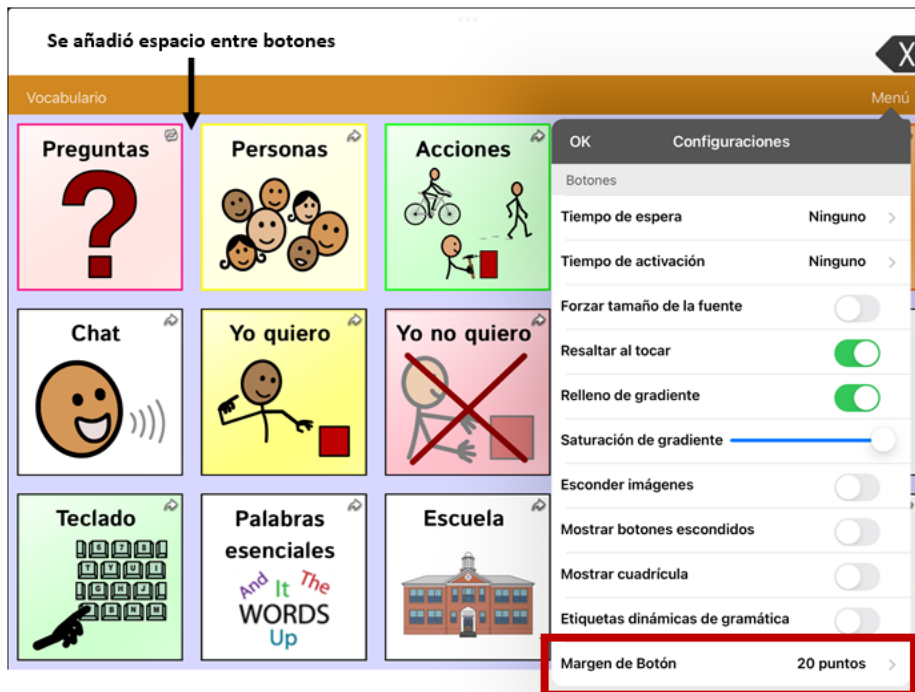 Se añadió espacio entre botones
X
Vocabulario
Menú
Preguntas
Personas
Acciones
Chat
Yo quiero
Yo no quiero
Teclado
6 7 8
T Y U I
G H J
B N M
Palabras
esenciales
And It The
WORDS
Up
Escuela
OK Configuraciones
Botones
Tiempo de espera Ninguno
Tiempo de activación Ninguno
Forzar tamaño de la fuente
Resaltar al tocar
Relleno de gradiente
Saturación de gradiente
Esconder imágenes
Mostrar botones escondidos
Mostrar cuadrícula
Etiquetas dinámicas de gramática
Margen de Botón 20 puntos